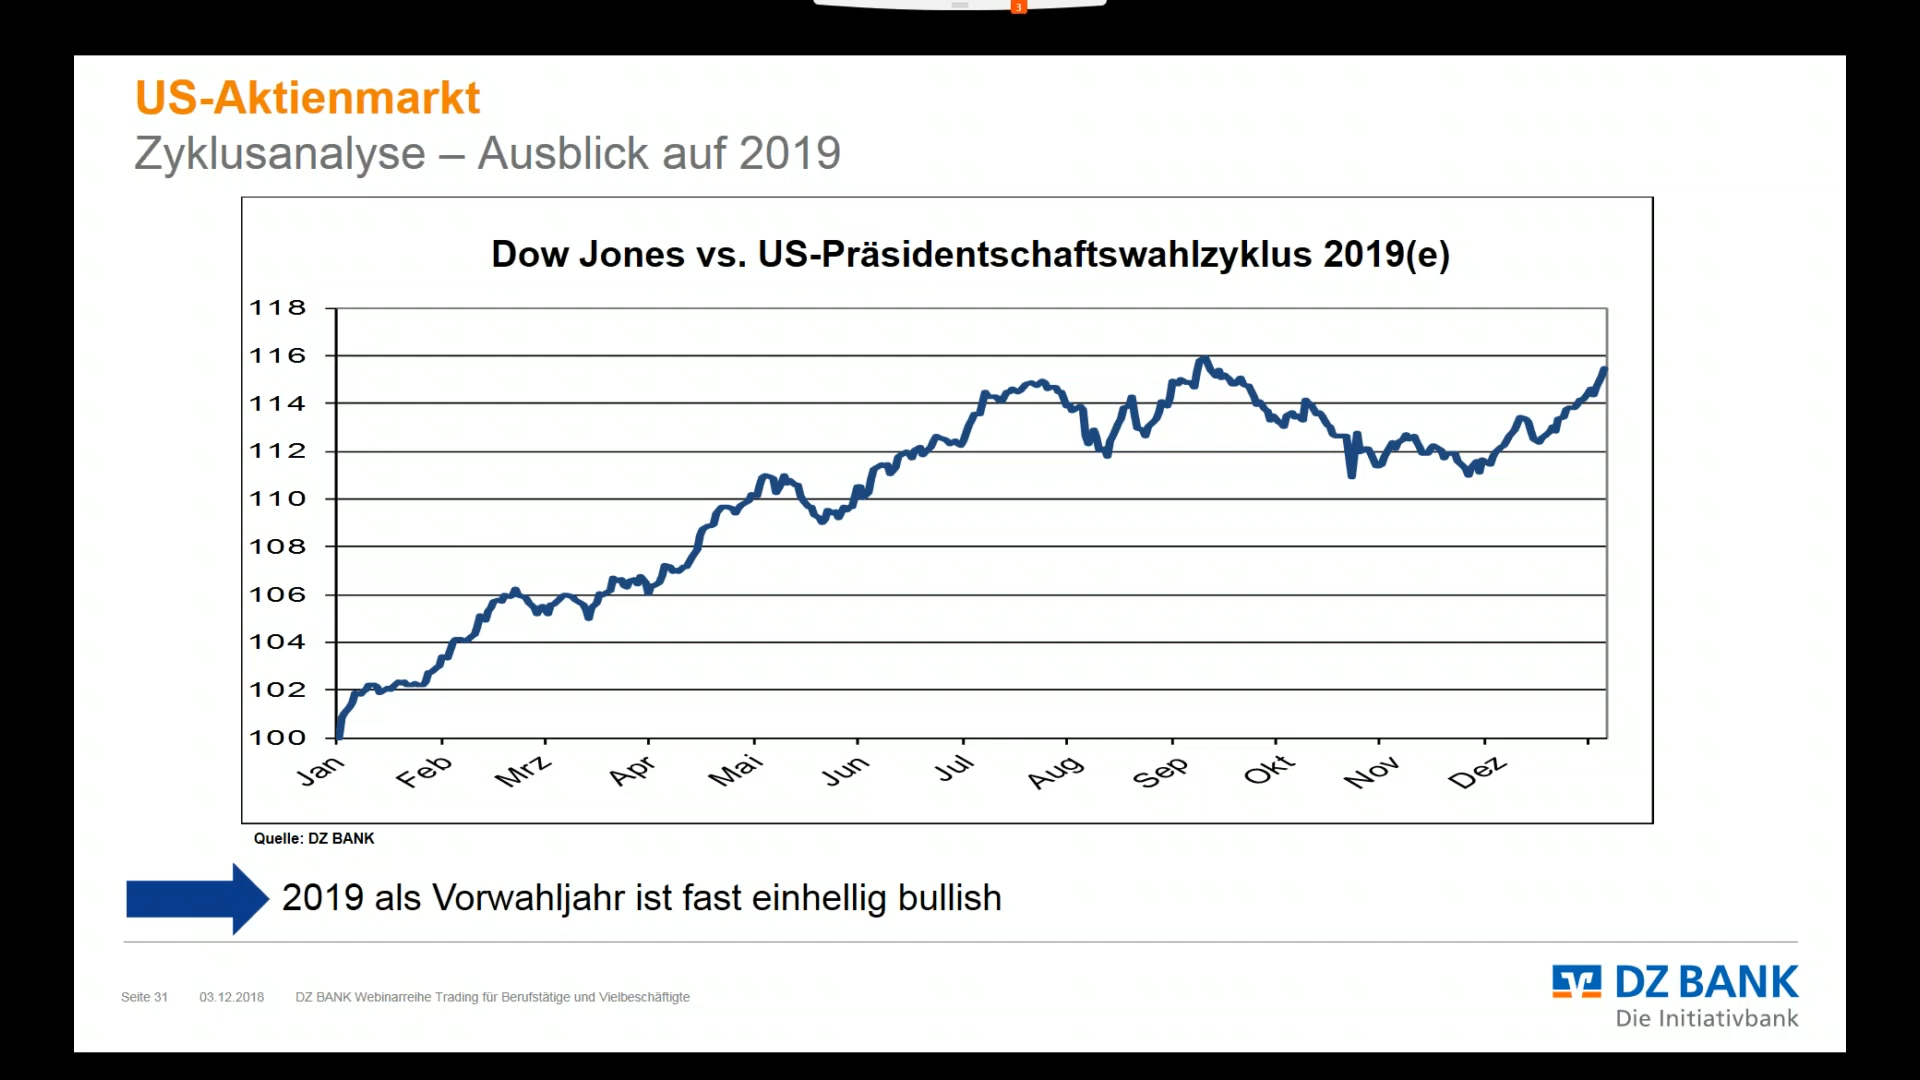 3
US-Aktienmarkt
Zyklusanalyse – Ausblick auf 2019
Dow Jones vs. US-Präsidentschaftswahlzyklus 2019(e)
118
116
114
112
110
108
106
104
102
100
Jan Feb Mrz Apr Mai Jun Jul Aug Sep Okt Nov Dez
Quelle: DZ BANK
2019 als Vorwahljahr ist fast einhellig bullish
Seite 31 03.12.2018 DZ BANK Webinarreihe Trading für Berufstätige und Vielbeschäftigte
DZ BANK
Die Initiativbank